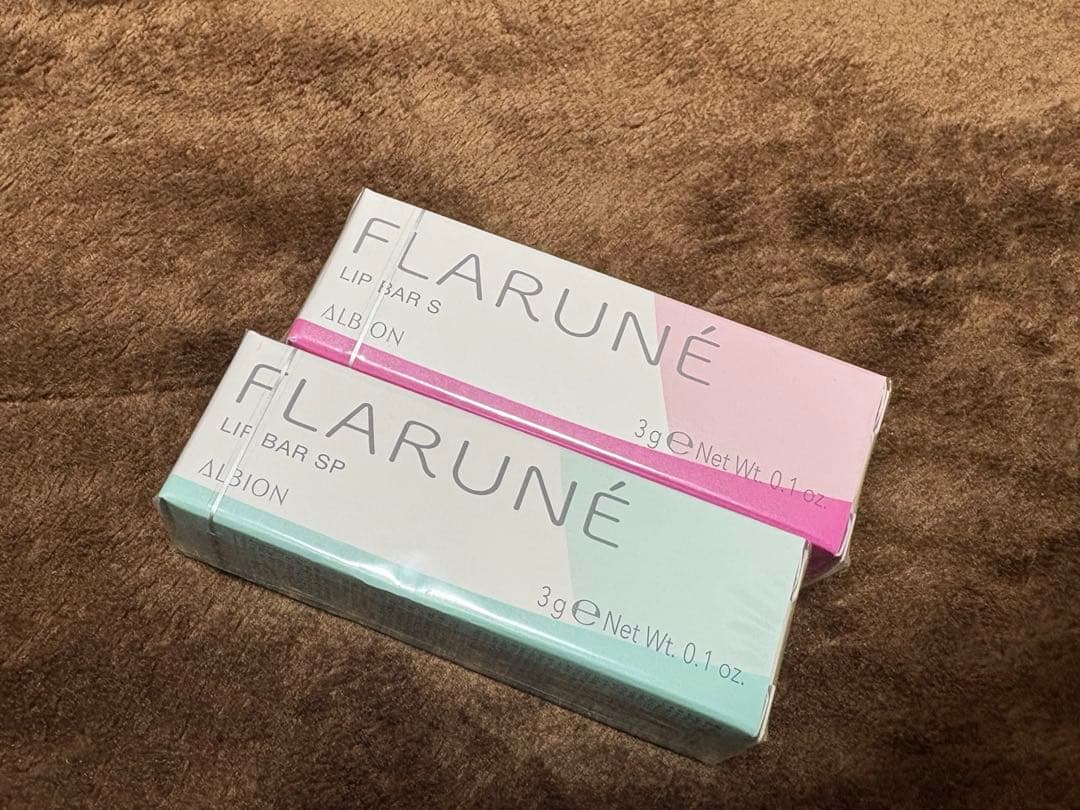 FLARUNÉ
LIP BAR S
ALBION
3g ℮ Net Wt. 0.1 oz.
FLARUNÉ
LIP BAR SP
ALBION
3g ℮ Net Wt. 0.1 oz.